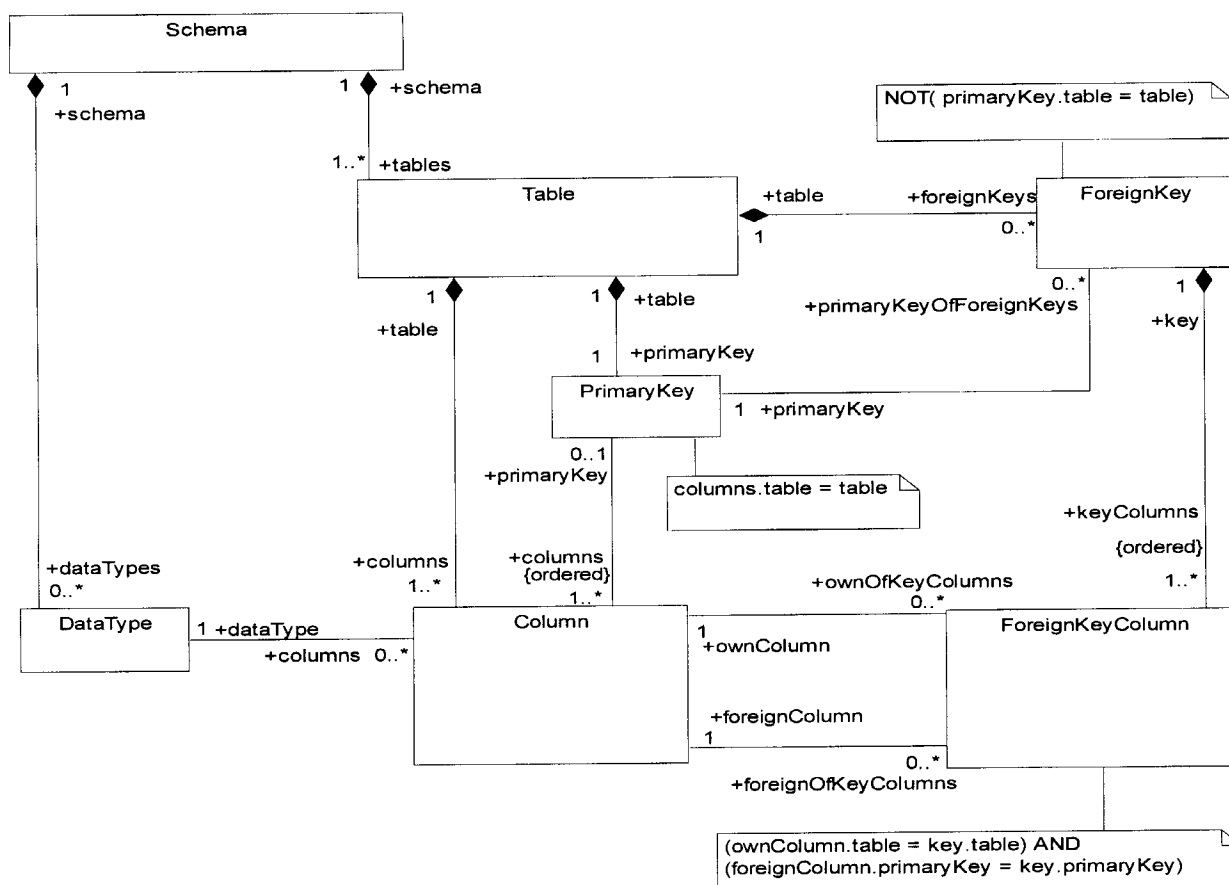 Schema
1
+schema
1 +schema
NOT( primaryKey.table = table)
1..* +tables
Table
+table
1
+foreignKeys
0..*
ForeignKey
1
+table
1
+table
0..*
+primaryKeyOfForeignKeys
1
+key
1 +primaryKey
PrimaryKey
1 +primaryKey
0..1
+primaryKey
columns.table = table
+keyColumns
{ordered}
1..*
+dataTypes
0..*
+columns
1..*
+columns
{ordered}
1..*
+ownOfKeyColumns
0..*
DataType
1 +dataType
+columns 0..*
Column
1
+ownColumn
ForeignKeyColumn
+foreignColumn
1
0..*
+foreignOfKeyColumns
(ownColumn.table = key.table) AND
(foreignColumn.primaryKey = key.primaryKey)